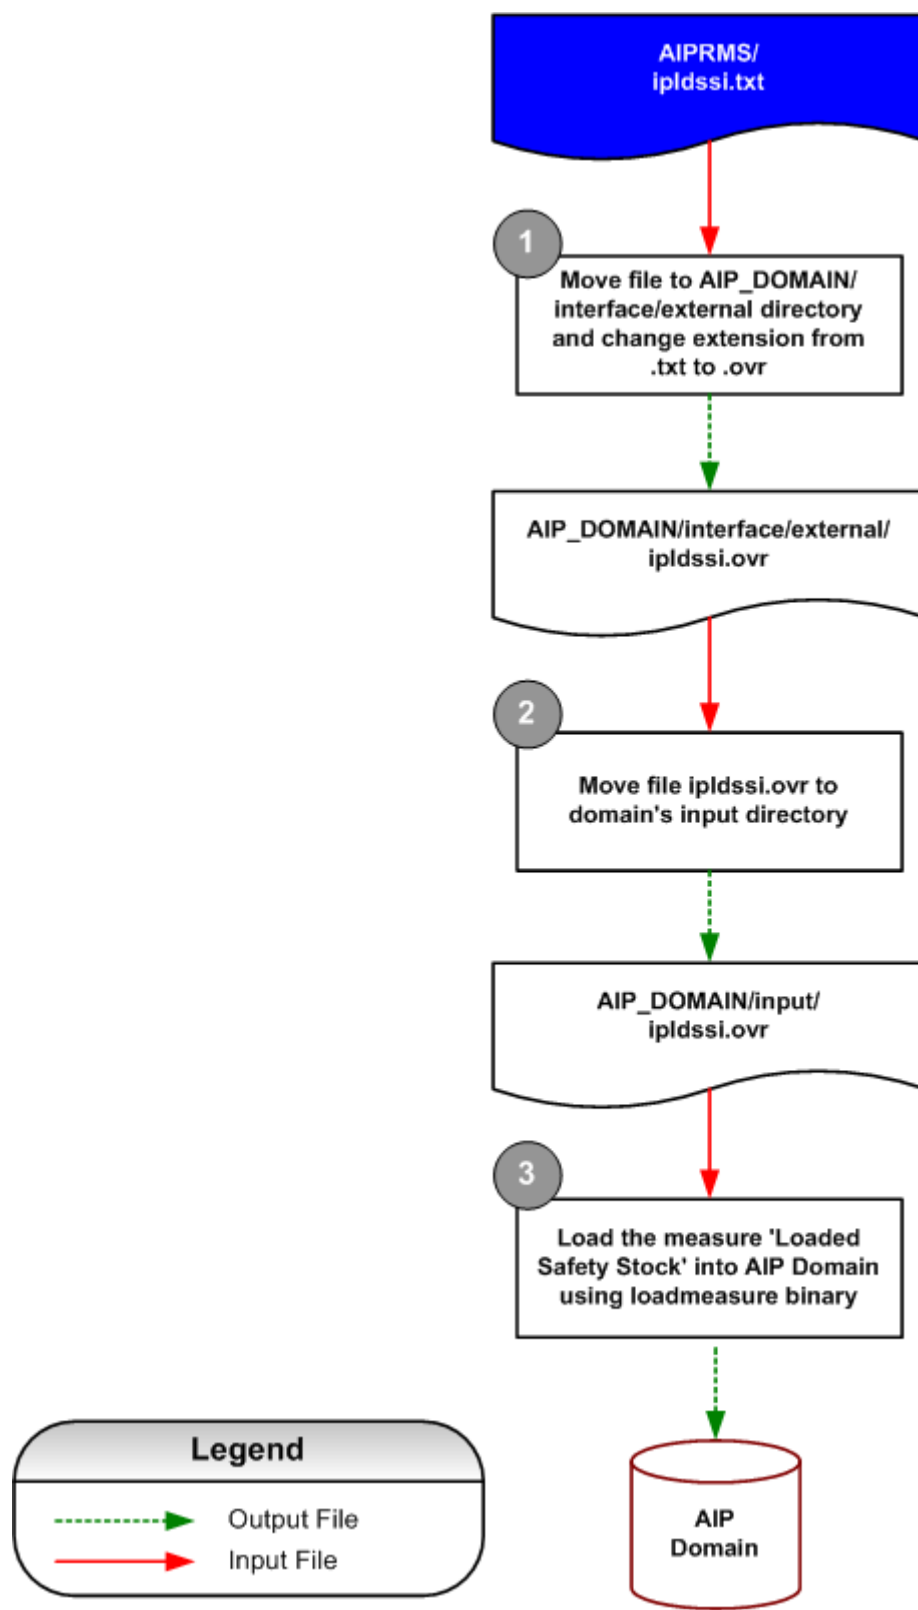 AIPRMS/
ipldssi.txt
1
Move file to AIP_DOMAIN/
interface/external directory
and change extension from
.txt to .ovr
AIP_DOMAIN/interface/external/
ipldssi.ovr
2
Move file ipldssi.ovr to
domain's input directory
AIP_DOMAIN/input/
ipldssi.ovr
3
Load the measure 'Loaded
Safety Stock' into AIP Domain
using loadmeasure binary
AIP
Domain
Legend
Output File
Input File